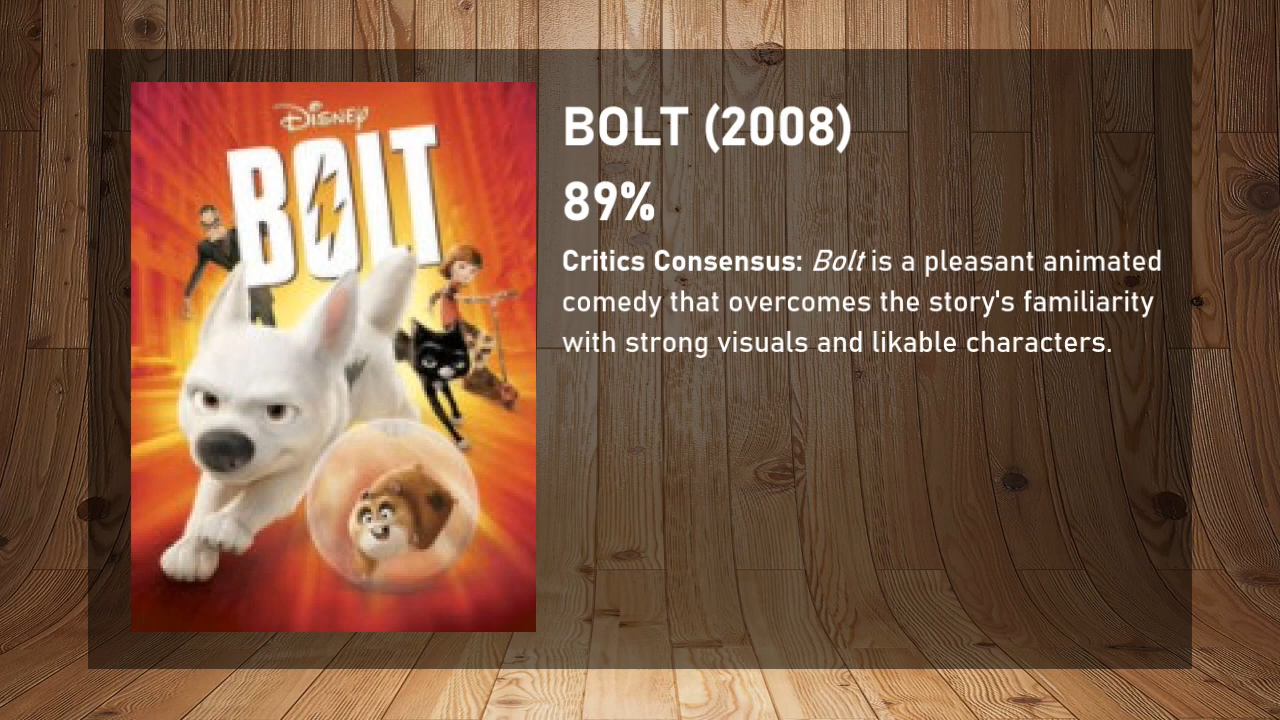 DISNEY
BOLT
BOLT (2008)
89%
Critics Consensus: Bolt is a pleasant animated
comedy that overcomes the story's familiarity
with strong visuals and likable characters.